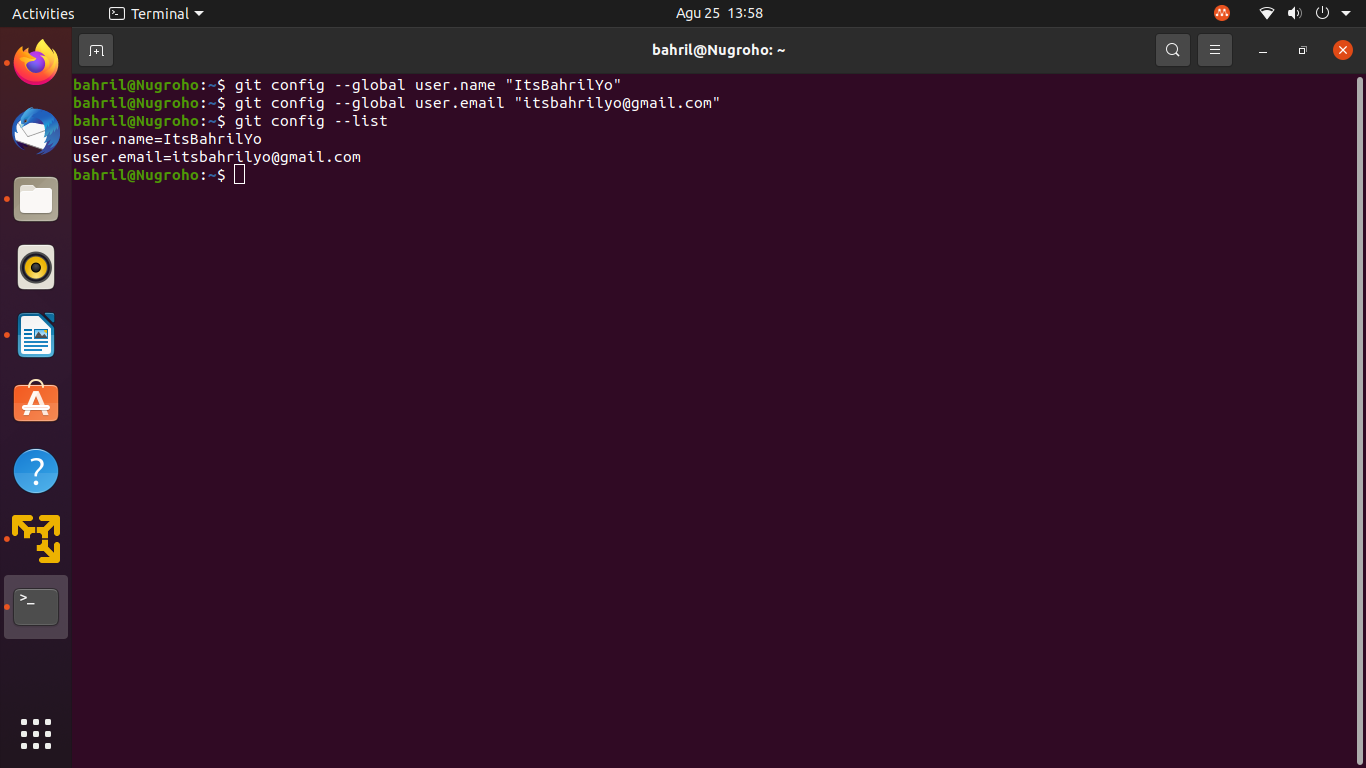 Activities
Terminal
Agu 25 13:58
bahril@Nugroho: ~
bahril@Nugroho:~$ git config --global user.name "ItsBahrilYo"
bahril@Nugroho:~$ git config --global user.email "itsbahrilyo@gmail.com"
bahril@Nugroho:~$ git config --list
user.name=ItsBahrilYo
user.email=itsbahrilyo@gmail.com
bahril@Nugroho:~$